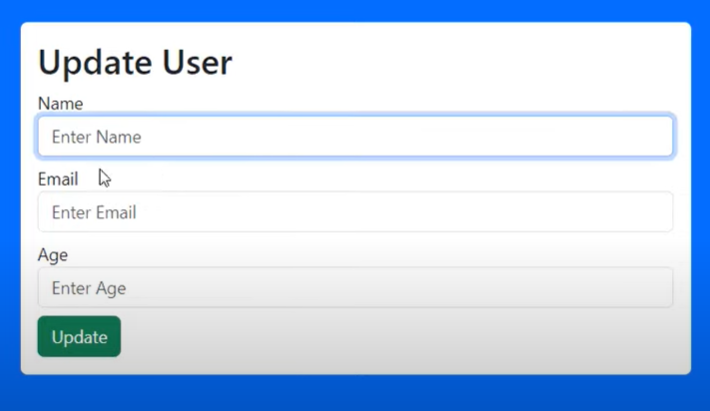 Update User
Name
Enter Name
Email
Enter Email
Age
Enter Age
Update